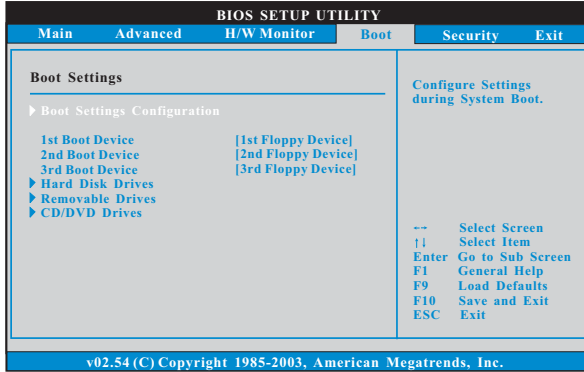 BIOS SETUP UTILITY
Main Advanced H/W Monitor Boot Security Exit
Boot Settings
Boot Settings Configuration
1st Boot Device [1st Floppy Device]
2nd Boot Device [2nd Floppy Device]
3rd Boot Device [3rd Floppy Device]
Hard Disk Drives
Removable Drives
CD/DVD Drives
Configure Settings
during System Boot.
←→ Select Screen
↑↓ Select Item
Enter Go to Sub Screen
F1 General Help
F9 Load Defaults
F10 Save and Exit
ESC Exit
v02.54 (C) Copyright 1985-2003, American Megatrends, Inc.